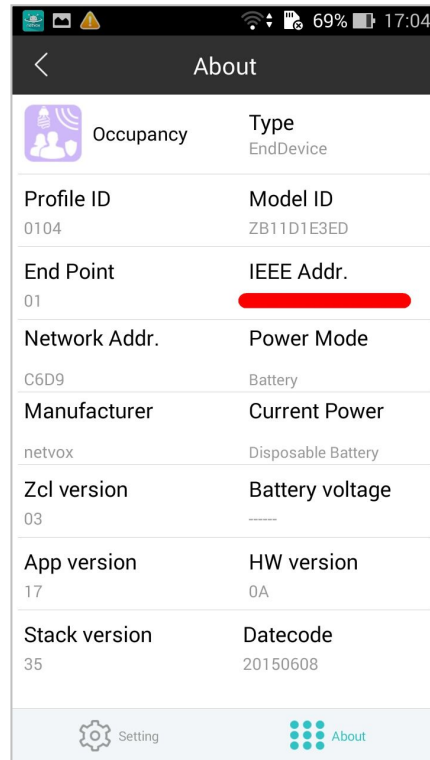 69% 17:04
About
Occupancy
Type
EndDevice
Profile ID
Model ID
0104
ZB11D1E3ED
End Point
IEEE Addr.
01
Network Addr.
Power Mode
C6D9
Battery
Manufacturer
Current Power
netvox
Disposable Battery
Zcl version
Battery voltage
03
------
App version
HW version
17
0A
Stack version
Datecode
35
20150608
Setting
About